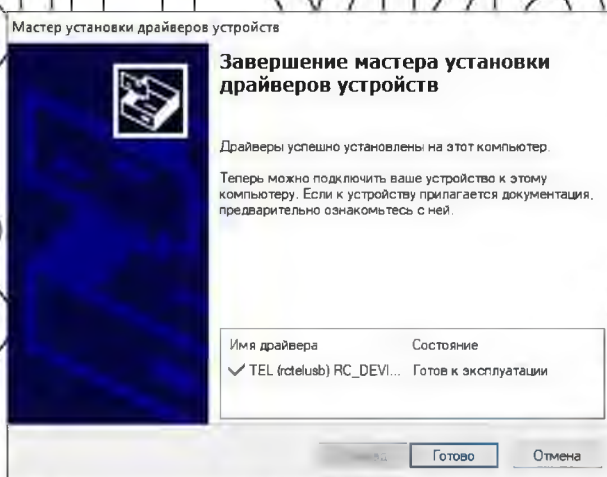 Мастер установки драйверов устройств
Завершение мастера установки
драйверов устройств
Драйверы успешно установлены на этот компьютер.
Теперь можно подключить ваше устройство к этому
компьютеру. Если к устройству прилагается документация,
предварительно ознакомьтесь с ней.
Имя драйвера Состояние
TEL (rctelusb) RC_DEVI... Готов к эксплуатации
Готово Отмена